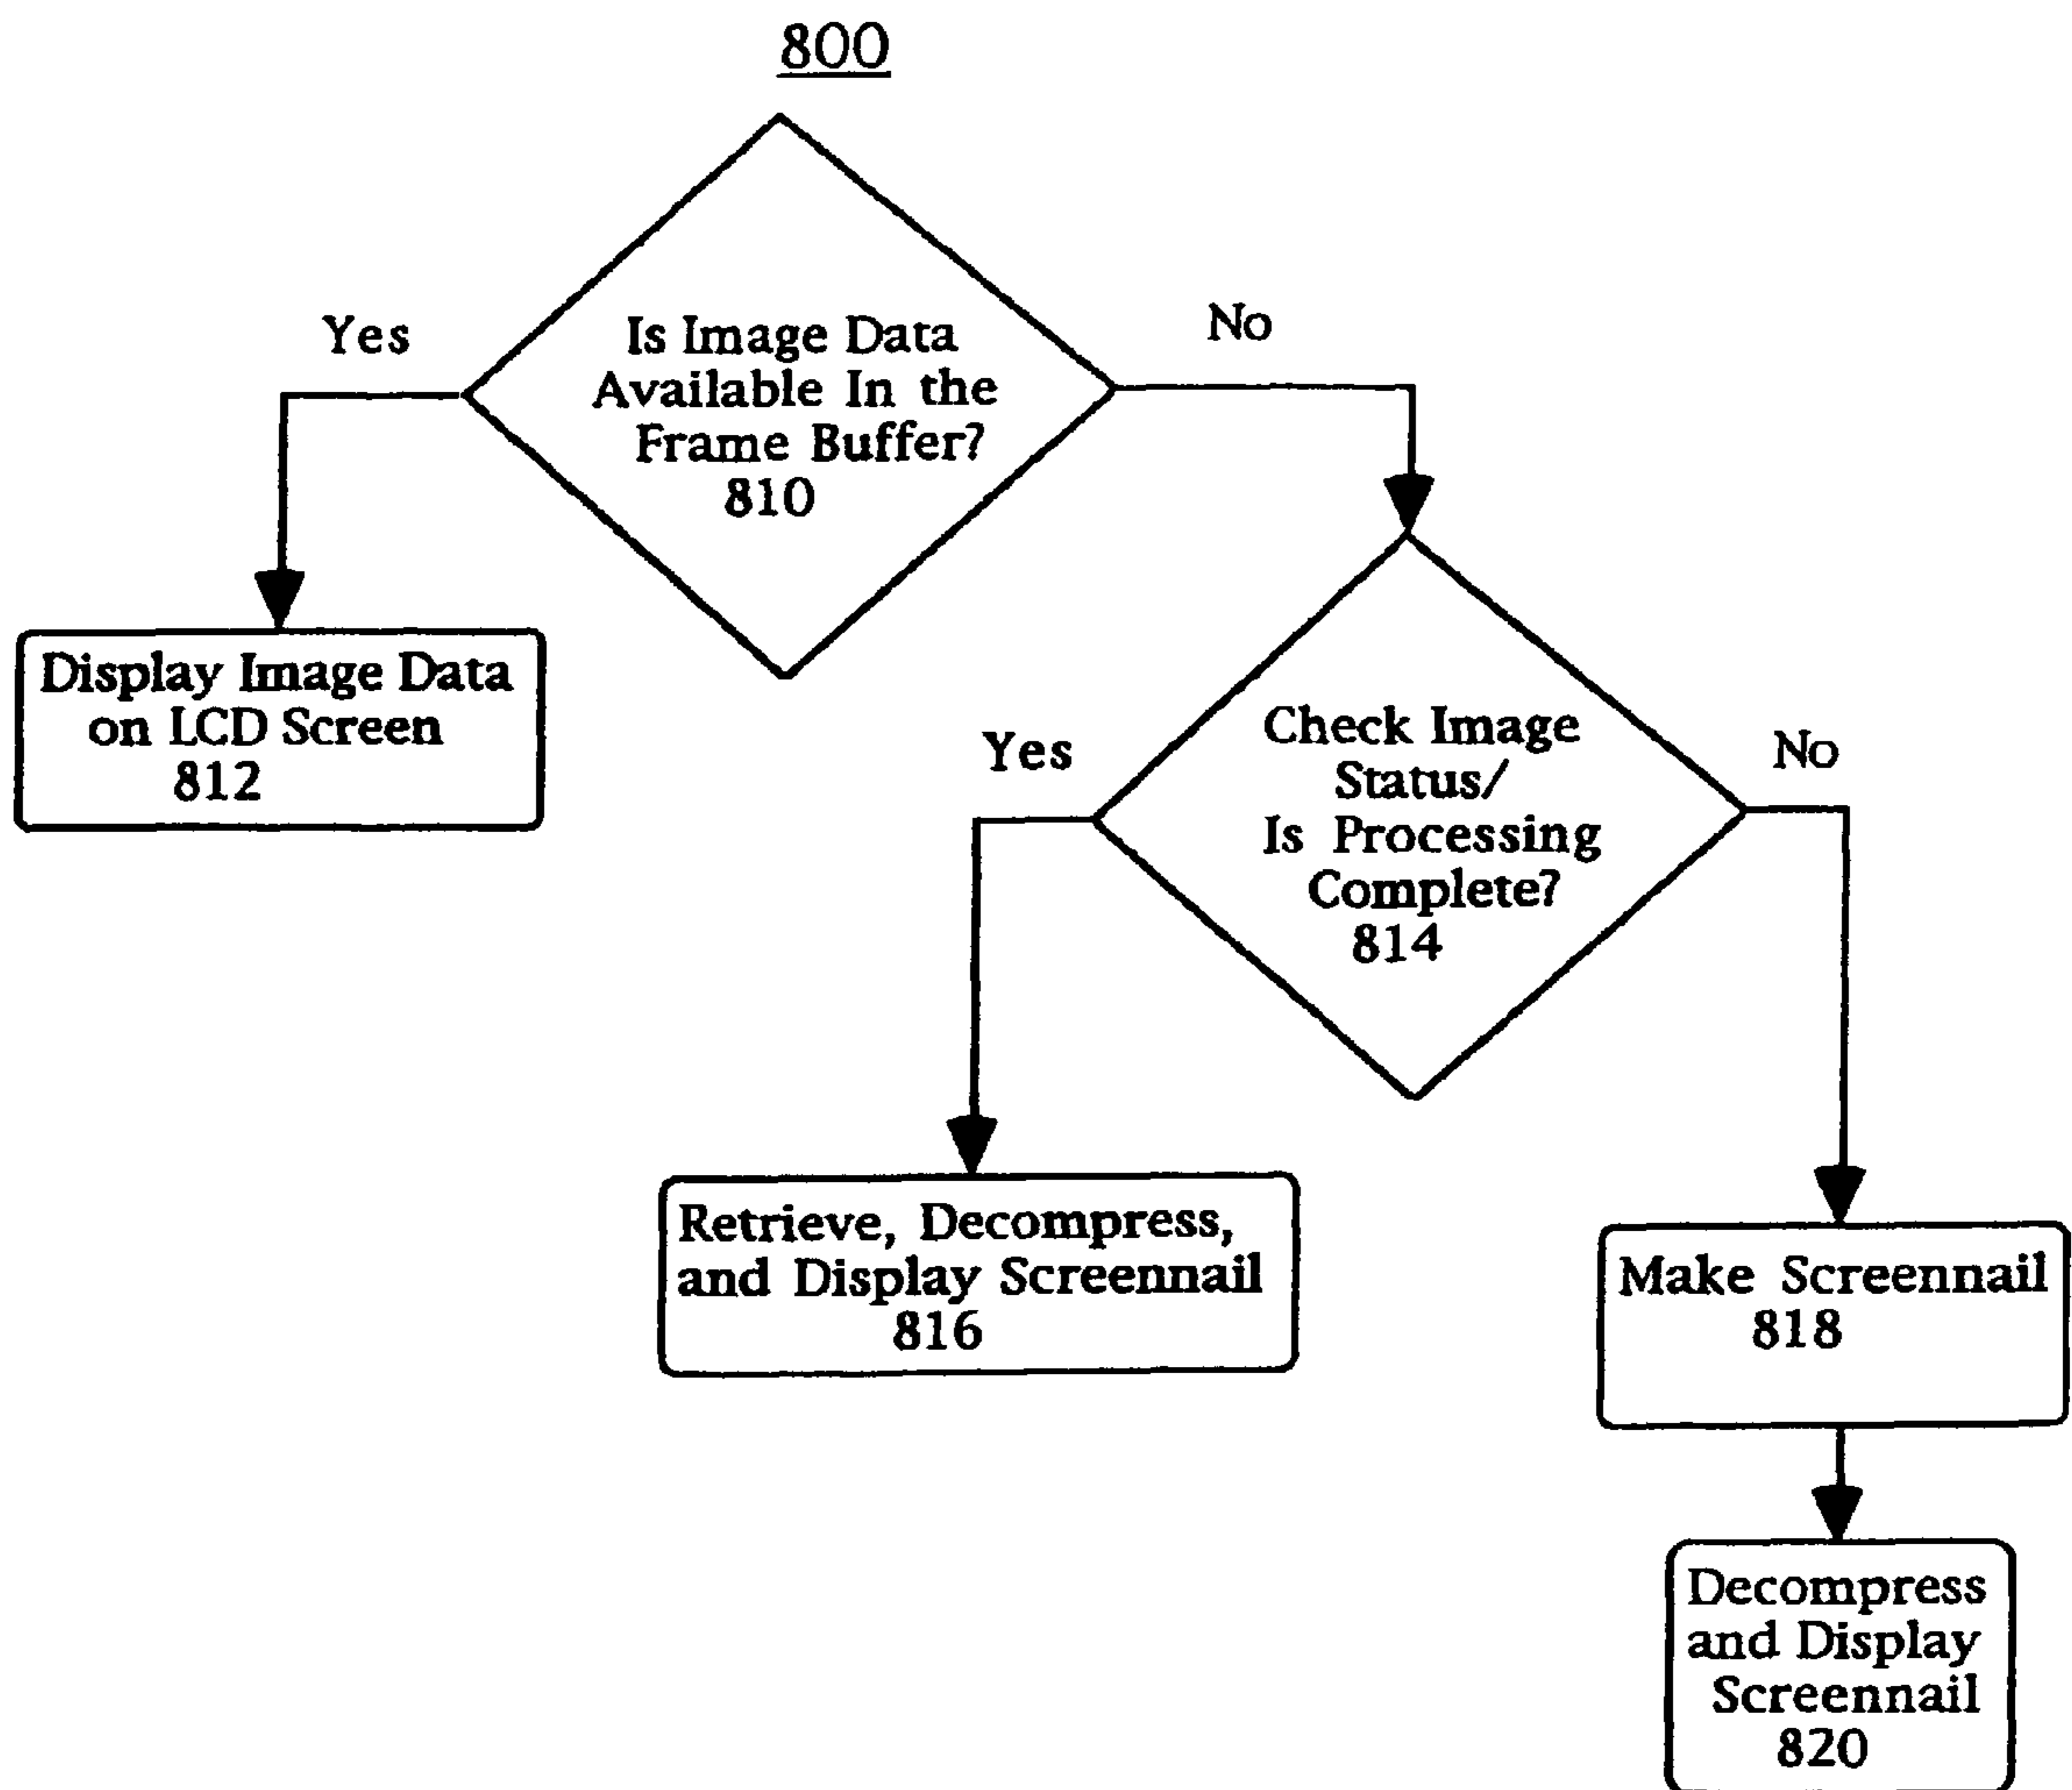 800
Yes
Is Image Data
Available In the
Frame Buffer?
810
No
Display Image Data
on LCD Screen
812
Yes
Check Image
Status/
Is Processing
Complete?
814
No
Retrieve, Decompress,
and Display Screennail
816
Make Screennail
818
Decompress
and Display
Screennail
820